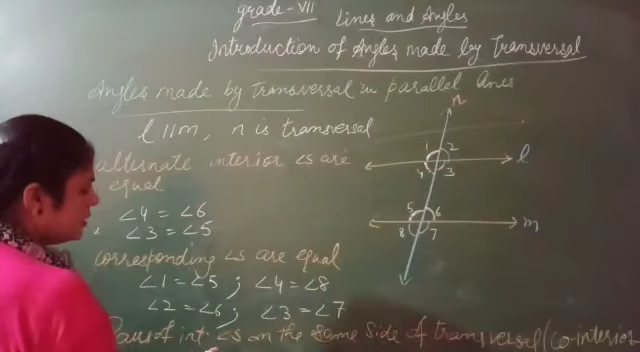 grade-VII Lines and Angles
Introduction of Angles made by Transversal
Angles made by transversal in parallel lines
l || m, n is transversal
alternate interior ∠s are
equal
∠4 = ∠6
∠3 = ∠5
corresponding ∠s are equal
∠1 = ∠5 ; ∠4 = ∠8
∠2 = ∠6 ; ∠3 = ∠7
Pairs of int. ∠s on the same side of transversal (co-interior
n
1 2
4 3
l
5 6
8 7
m